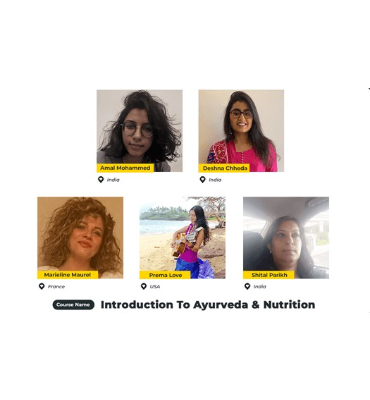 Amal Mohammed
India
Deshna Chheda
India
Marieline Maurel
France
Prema Love
USA
Shital Parikh
India
Course Name
Introduction To Ayurveda & Nutrition